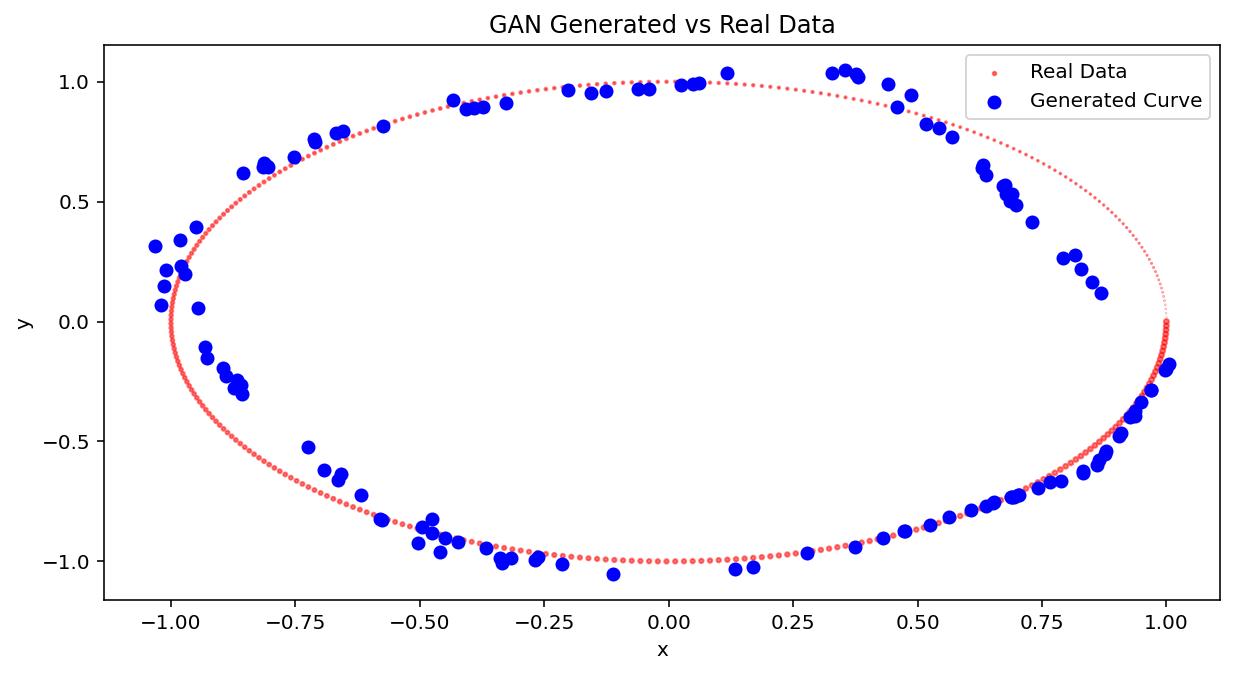 GAN Generated vs Real Data
Real Data
Generated Curve
y
1.0
0.5
0.0
−0.5
−1.0
−1.00 −0.75 −0.50 −0.25 0.00 0.25 0.50 0.75 1.00
x